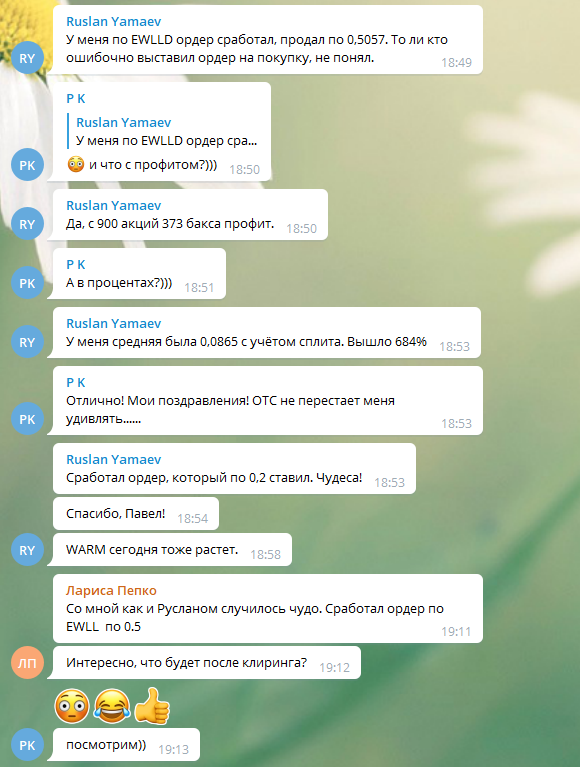 Ruslan Yamaev
У меня по EWLLD ордер сработал, продал по 0,5057. То ли кто
ошибочно выставил ордер на покупку, не понял.
18:49
RY
P K
Ruslan Yamaev
У меня по EWLLD ордер сра...
😳 и что с профитом?)))
18:50
PK
Ruslan Yamaev
Да, с 900 акций 373 бакса профит.
18:50
RY
P K
А в процентах?)))
18:51
PK
Ruslan Yamaev
У меня средняя была 0,0865 с учётом сплита. Вышло 684%
18:53
RY
P K
Отлично! Мои поздравления! ОТС не перестает меня
удивлять......
18:53
PK
Ruslan Yamaev
Сработал ордер, который по 0,2 ставил. Чудеса!
18:53
Спасибо, Павел!
18:54
WARM сегодня тоже растет.
18:58
RY
Лариса Пепко
Со мной как и Русланом случилось чудо. Сработал ордер по
EWLL  по 0.5
19:11
Интересно, что будет после клиринга?
19:12
ЛП
😳😂👍
посмотрим))
19:13
PK